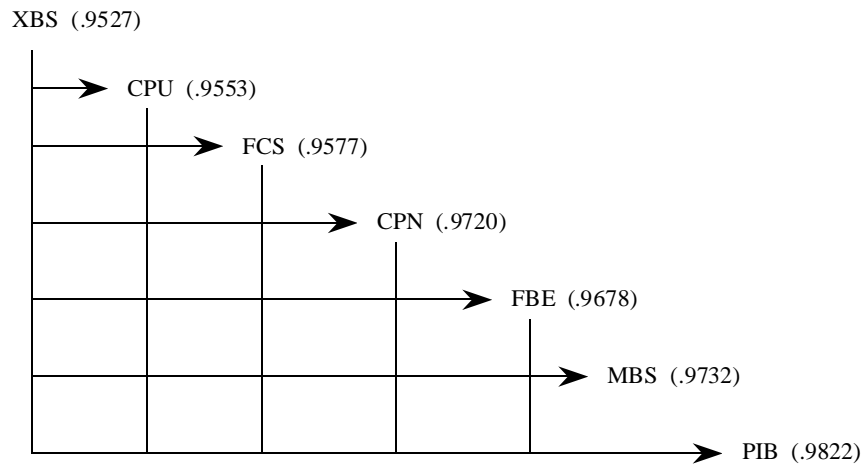 XBS (.9527)
CPU (.9553)
FCS (.9577)
CPN (.9720)
FBE (.9678)
MBS (.9732)
PIB (.9822)